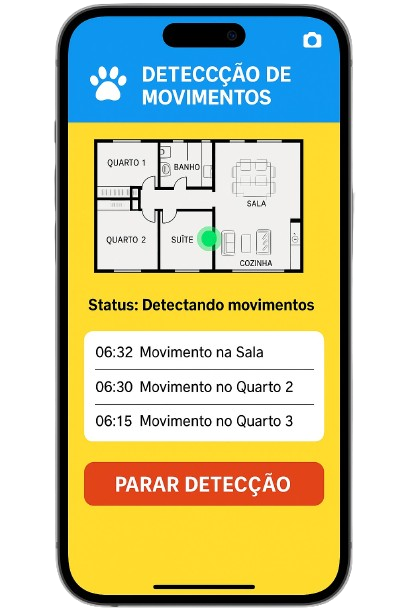 DETECCÇÃO DE
MOVIMENTOS
QUARTO 1
BANHO
SALA
QUARTO 2
SUÍTE
COZINHA
Status: Detectando movimentos
06:32 Movimento na Sala
06:30 Movimento no Quarto 2
06:15 Movimento no Quarto 3
PARAR DETECÇÃO